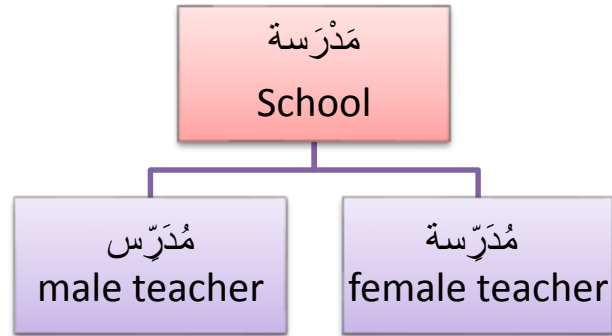 مَدْرَسة
School
مُدَرِّس
male teacher
مُدَرِّسة
female teacher